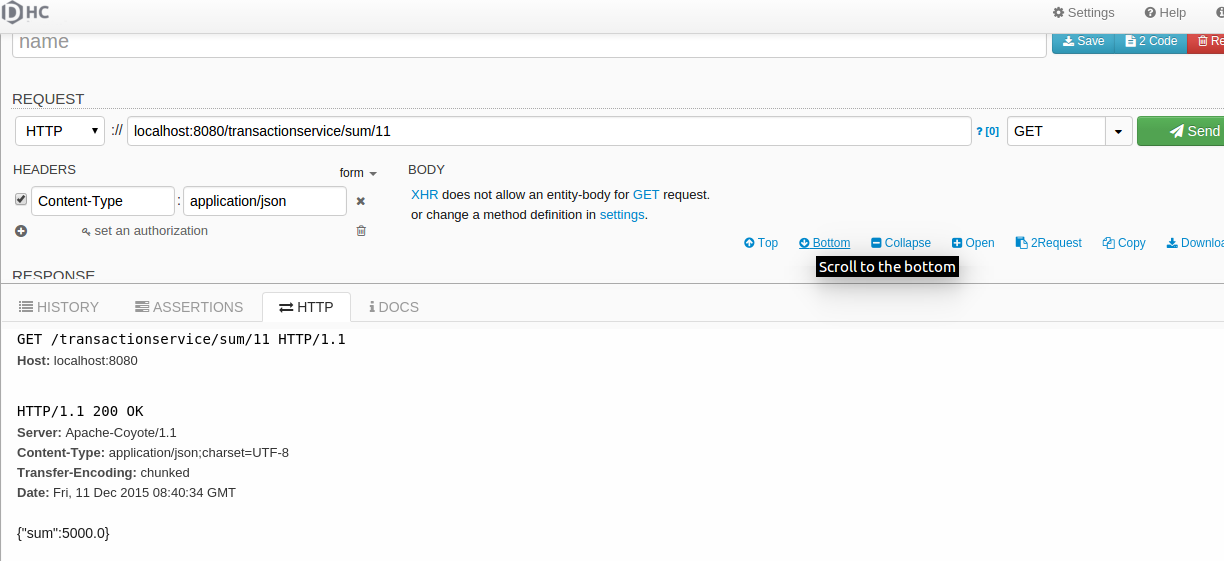 DHC Settings Help
name Save 2 Code Re
REQUEST
HTTP :// localhost:8080/transactionservice/sum/11 ? [0] GET Send
HEADERS form BODY
Content-Type : application/json XHR does not allow an entity-body for GET request.
or change a method definition in settings.
set an authorization
Top Bottom Collapse Open 2Request Copy Downloa
Scroll to the bottom
RESPONSE
HISTORY ASSERTIONS HTTP DOCS
GET /transactionservice/sum/11 HTTP/1.1
Host: localhost:8080
HTTP/1.1 200 OK
Server: Apache-Coyote/1.1
Content-Type: application/json;charset=UTF-8
Transfer-Encoding: chunked
Date: Fri, 11 Dec 2015 08:40:34 GMT
{"sum":5000.0}